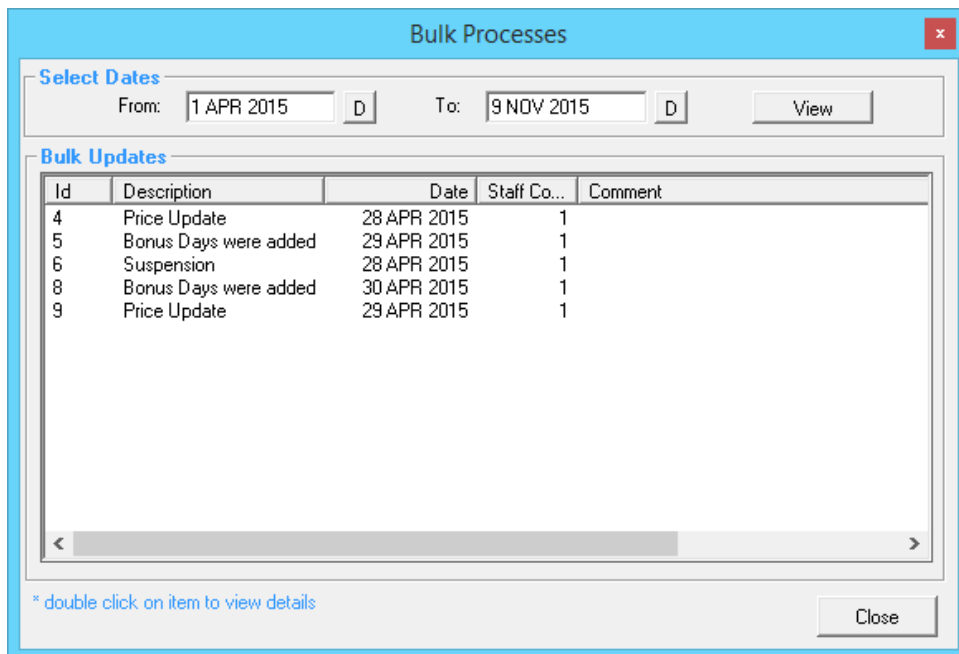 Bulk Processes
x
Select Dates
From: 1 APR 2015 D To: 9 NOV 2015 D View
Bulk Updates
Id Description Date Staff Co... Comment
4 Price Update 28 APR 2015 1
5 Bonus Days were added 29 APR 2015 1
6 Suspension 28 APR 2015 1
8 Bonus Days were added 30 APR 2015 1
9 Price Update 29 APR 2015 1
* double click on item to view details
Close